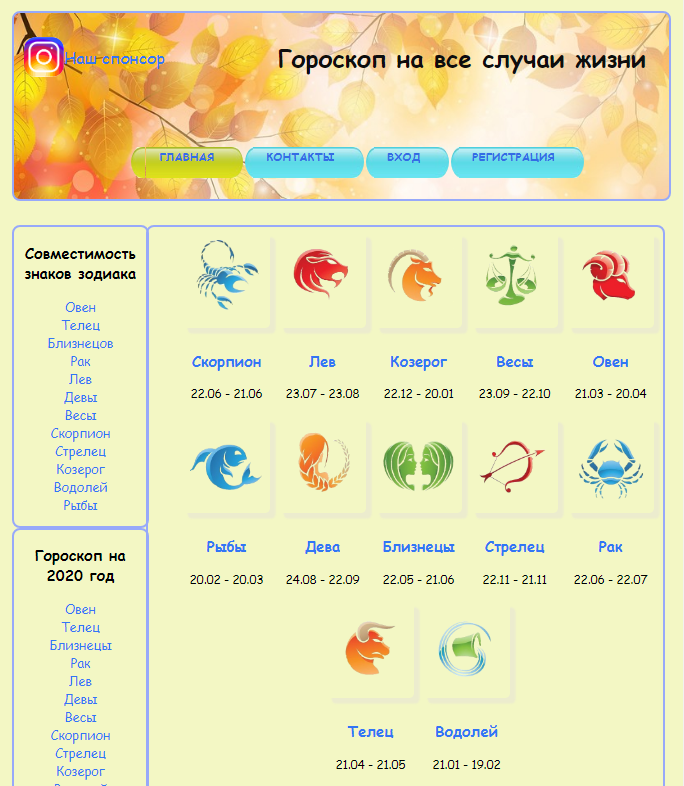 Наш спонсор
Гороскоп на все случаи жизни
ГЛАВНАЯ
КОНТАКТЫ
ВХОД
РЕГИСТРАЦИЯ
Совместимость
знаков зодиака
Овен
Телец
Близнецов
Рак
Лев
Девы
Весы
Скорпион
Стрелец
Козерог
Водолей
Рыбы
Гороскоп на
2020 год
Овен
Телец
Близнецы
Рак
Лев
Девы
Весы
Скорпион
Стрелец
Козерог
Скорпион Лев Козерог Весы Овен
22.06 - 21.06 23.07 - 23.08 22.12 - 20.01 23.09 - 22.10 21.03 - 20.04
Рыбы Дева Близнецы Стрелец Рак
20.02 - 20.03 24.08 - 22.09 22.05 - 21.06 22.11 - 21.11 22.06 - 22.07
Телец Водолей
21.04 - 21.05 21.01 - 19.02